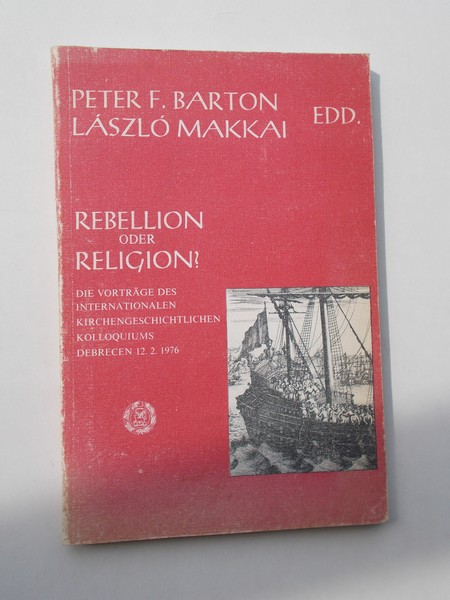 PETER F. BARTON
LÁSZLÓ MAKKAI
EDD.
REBELLION
ODER
RELIGION?
DIE VORTRÄGE DES
INTERNATIONALEN
KIRCHENGESCHICHTLICHEN
KOLLOQUIUMS
DEBRECEN 12. 2. 1976